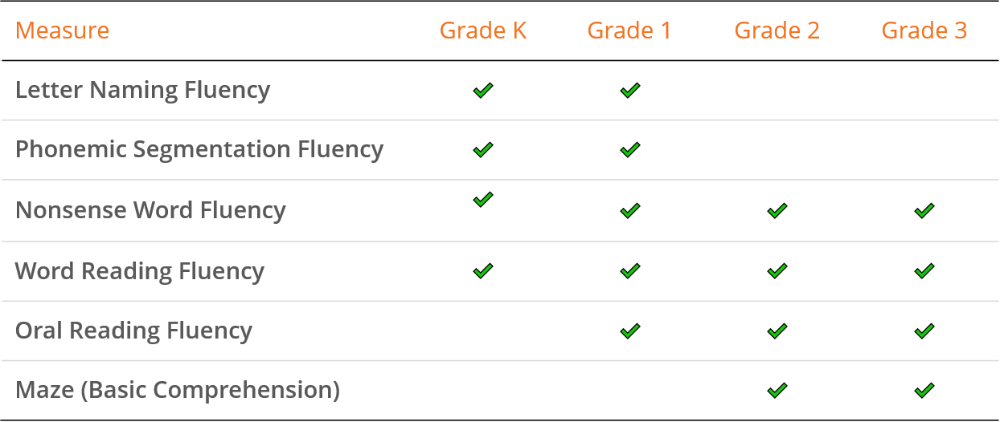 Measure Grade K Grade 1 Grade 2 Grade 3
Letter Naming Fluency ✔ ✔
Phonemic Segmentation Fluency ✔ ✔
Nonsense Word Fluency ✔ ✔ ✔ ✔
Word Reading Fluency ✔ ✔ ✔ ✔
Oral Reading Fluency ✔ ✔ ✔
Maze (Basic Comprehension) ✔ ✔